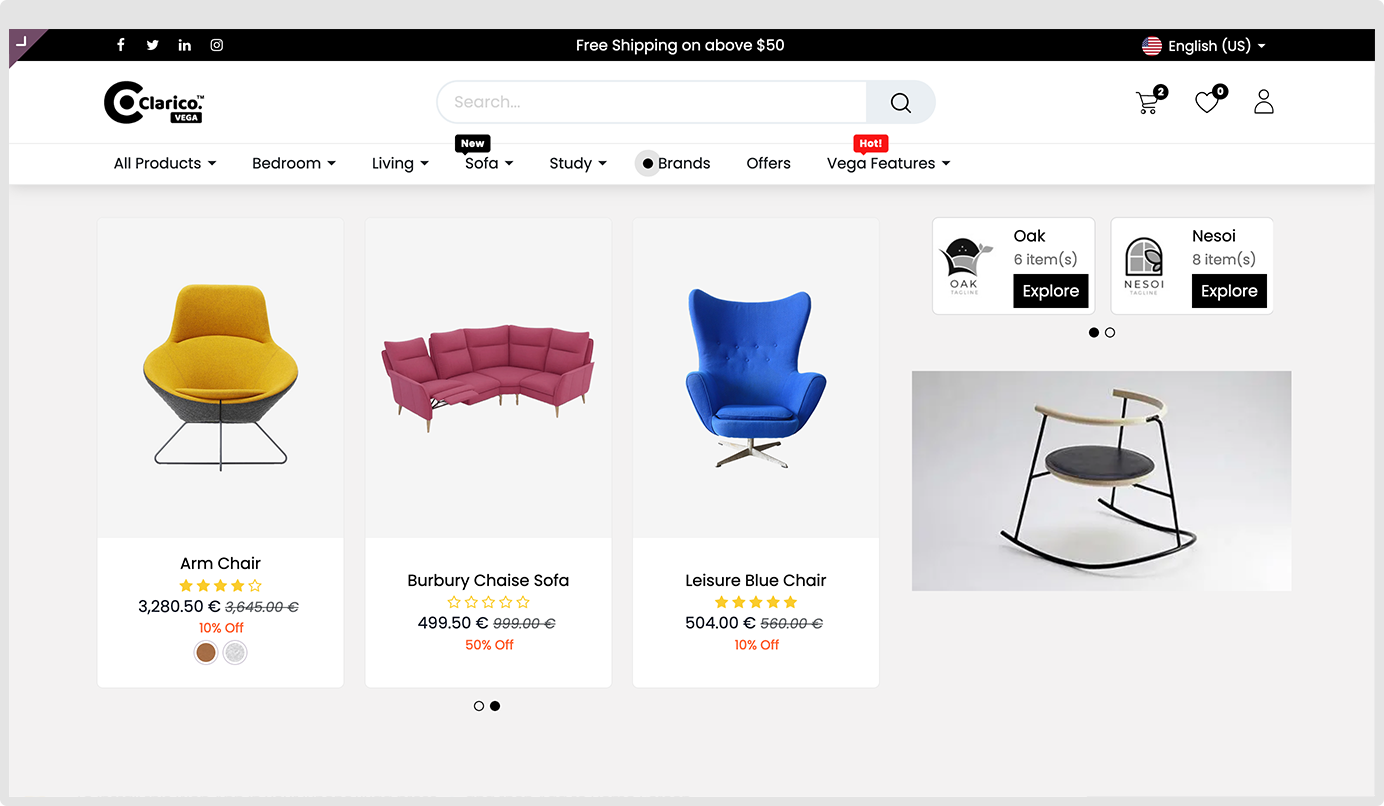 Free Shipping on above $50
English (US)
Clarico.™
VEGA
Search...
2
0
New
Hot!
All Products
Bedroom
Living
Sofa
Study
Brands
Offers
Vega Features
Arm Chair
3,280.50 € 3,645.00 €
10% Off
Burbury Chaise Sofa
499.50 € 999.00 €
50% Off
Leisure Blue Chair
504.00 € 560.00 €
10% Off
OAK
TAGLINE
Oak
6 item(s)
Explore
NESOI
TAGLINE
Nesoi
8 item(s)
Explore